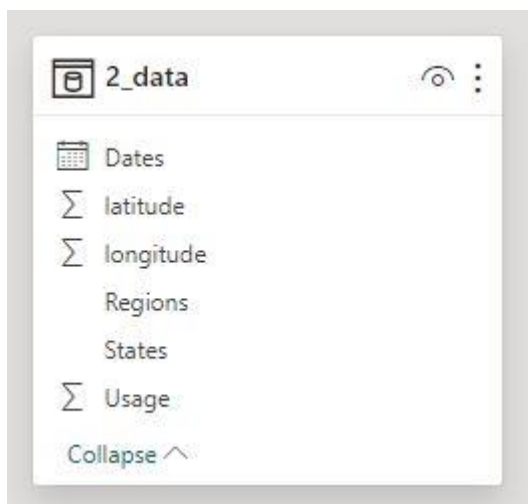 2_data
Dates
latitude
longitude
Regions
States
Usage
Collapse